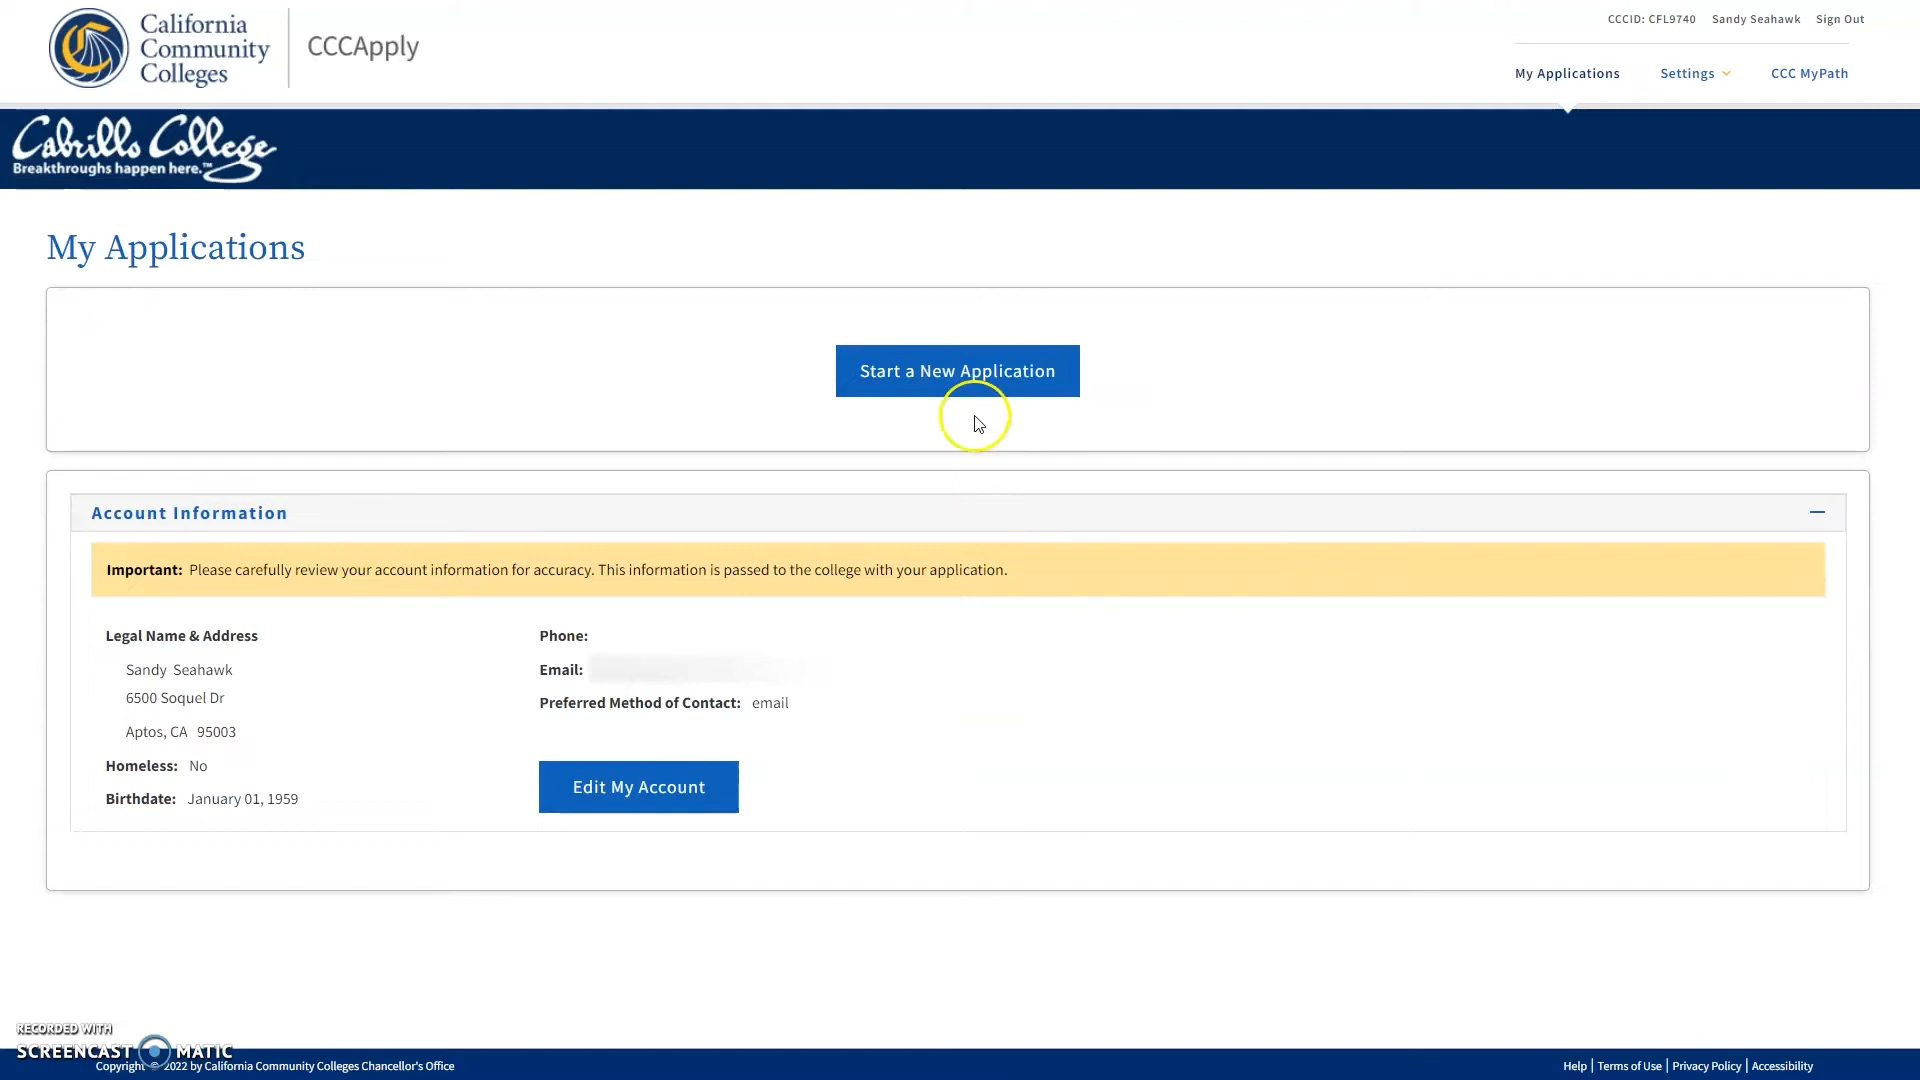 California
Community
Colleges
CCCApply
CCCID: CFL9740 Sandy Seahawk Sign Out
My Applications Settings CCC MyPath
Cabrillo College
Breakthroughs happen here.™
My Applications
Start a New Application
Account Information
Important: Please carefully review your account information for accuracy. This information is passed to the college with your application.
Legal Name & Address
Sandy Seahawk
6500 Soquel Dr
Aptos, CA 95003
Homeless: No
Birthdate: January 01, 1959
Phone:
Email:
Preferred Method of Contact: email
Edit My Account
RECORDED WITH
SCREENCAST MATIC
Copyright © 2022 by California Community Colleges Chancellor's Office
Help | Terms of Use | Privacy Policy | Accessibility